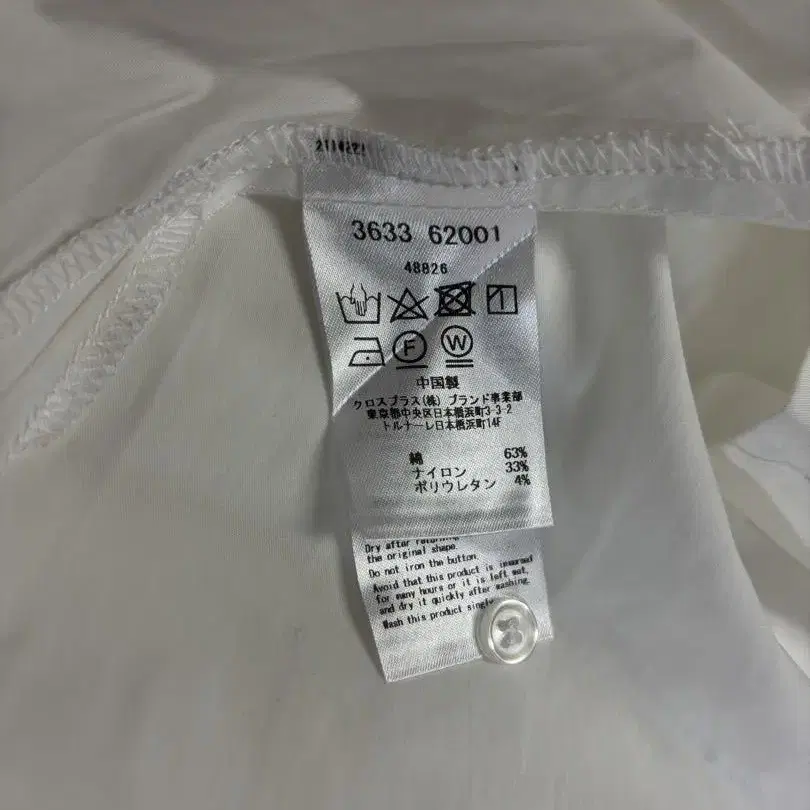 3633 62001
48826
F W
中国製
クロスプラス(株) ブランド事業部
東京都中央区日本橋浜町3-3-2
トルナーレ日本橋浜町14F
綿 63%
ナイロン 33%
ポリウレタン 4%
Dry after
the original shape.
Do not iron the button.
Avoid that this product is immersed
for many hours or it is left wet,
and dry it quickly after washing.
Wash this product singly